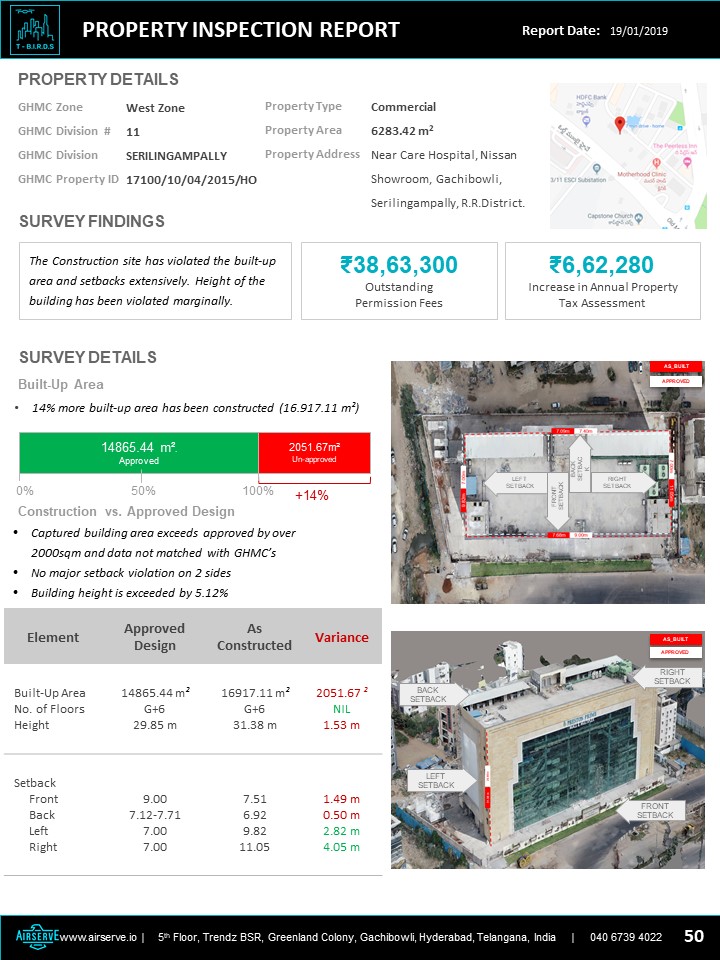 T - B.I.R.D.S
PROPERTY INSPECTION REPORT
Report Date: 19/01/2019
PROPERTY DETAILS
GHMC Zone West Zone
GHMC Division # 11
GHMC Division SERILINGAMPALLY
GHMC Property ID 17100/10/04/2015/HO
Property Type Commercial
Property Area 6283.42 m²
Property Address Near Care Hospital, Nissan
Showroom, Gachibowli,
Serilingampally, R.R.District.
HDFC Bank
The Peerless Inn
Motherhood Clinic
3/11 ESCI Substation
Capstone Church
SURVEY FINDINGS
The Construction site has violated the built-up
area and setbacks extensively. Height of the
building has been violated marginally.
₹38,63,300
Outstanding
Permission Fees
₹6,62,280
Increase in Annual Property
Tax Assessment
SURVEY DETAILS
Built-Up Area
• 14% more built-up area has been constructed (16.917.11 m²)
14865.44 m².
Approved
2051.67m²
Un-approved
0% 50% 100% +14%
Construction vs. Approved Design
• Captured building area exceeds approved by over
2000sqm and data not matched with GHMC's
• No major setback violation on 2 sides
• Building height is exceeded by 5.12%
Element Approved Design As Constructed Variance
Built-Up Area 14865.44 m² 16917.11 m² 2051.67 ²
No. of Floors G+6 G+6 NIL
Height 29.85 m 31.38 m 1.53 m
Setback
Front 9.00 7.51 1.49 m
Back 7.12-7.71 6.92 0.50 m
Left 7.00 9.82 2.82 m
Right 7.00 11.05 4.05 m
AS_BUILT
APPROVED
LEFT
SETBACK
BACK
SETBAC
K
FRONT
SETBACK
RIGHT
SETBACK
9.00m
AS_BUILT
APPROVED
RIGHT
SETBACK
BACK
SETBACK
LEFT
SETBACK
FRONT
SETBACK
AIRSERVE www.airserve.io | 5th Floor, Trendz BSR, Greenland Colony, Gachibowli, Hyderabad, Telangana, India | 040 6739 4022 50